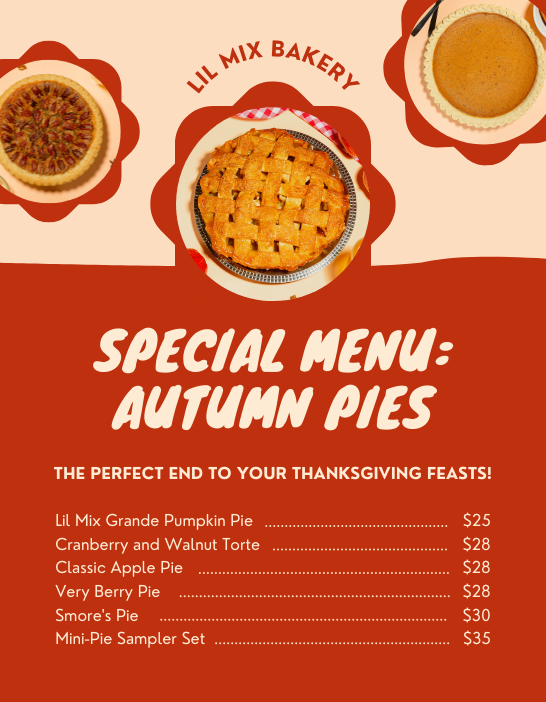 LIL MIX BAKERY
SPECIAL MENU:
AUTUMN PIES
THE PERFECT END TO YOUR THANKSGIVING FEASTS!
Lil Mix Grande Pumpkin Pie ........................................ $25
Cranberry and Walnut Torte ...................................... $28
Classic Apple Pie ...................................................... $28
Very Berry Pie .......................................................... $28
Smore's Pie .............................................................. $30
Mini-Pie Sampler Set .................................................. $35